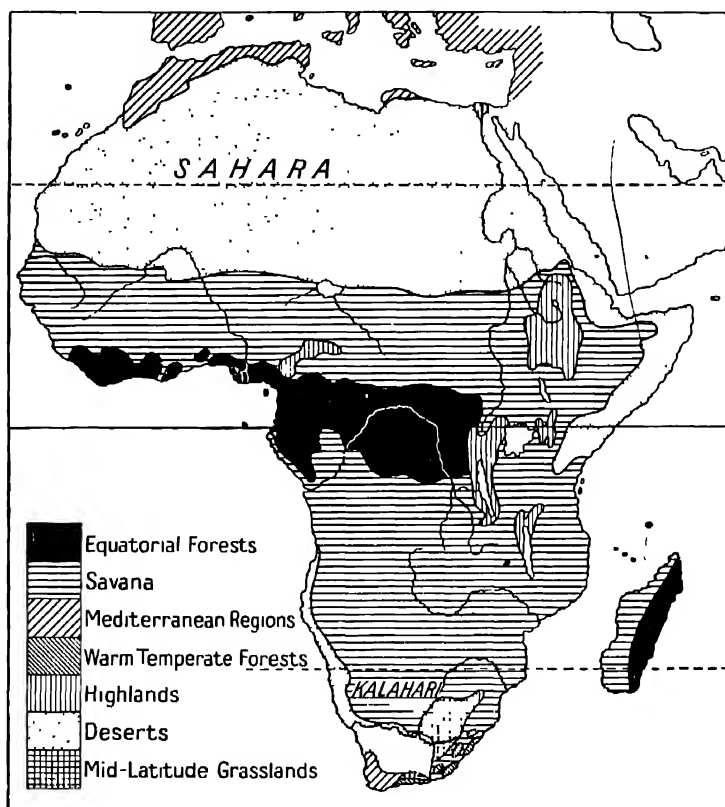 SAHARA
KALAHARI
Equatorial Forests
Savana
Mediterranean Regions
Warm Temperate Forests
Highlands
Deserts
Mid-Latitude Grasslands